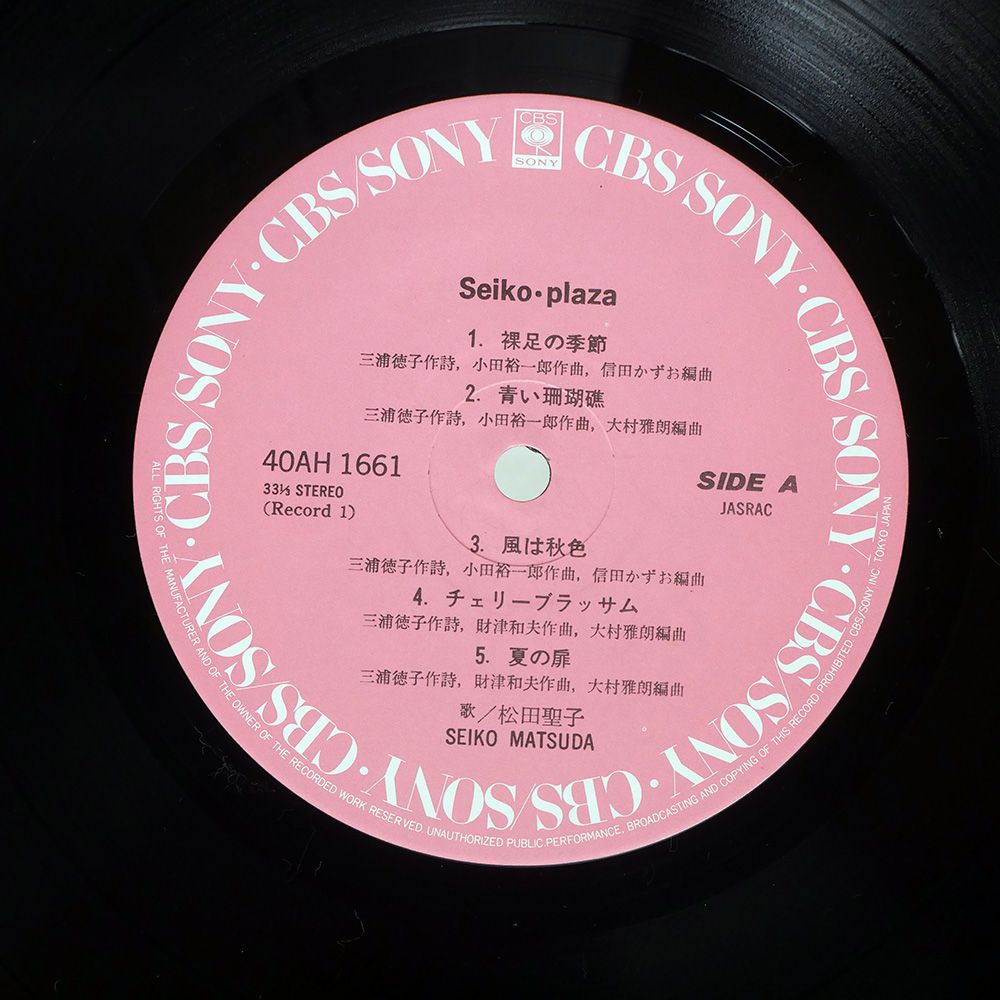 CBS
SONY
CBS/SONY · CBS/SONY · CBS/SONY · CBS/SONY · CBS/SONY · CBS/SONY · CBS/SONY · CBS/SONY · CBS/SONY
Seiko・plaza
1. 裸足の季節
三浦徳子作詩, 小田裕一郎作曲, 信田かずお編曲
2. 青い珊瑚礁
三浦徳子作詩, 小田裕一郎作曲, 大村雅朗編曲
40AH 1661
33⅓ STEREO
(Record 1)
SIDE A
JASRAC
3. 風は秋色
三浦徳子作詩, 小田裕一郎作曲, 信田かずお編曲
4. チェリーブラッサム
三浦徳子作詩, 財津和夫作曲, 大村雅朗編曲
5. 夏の扉
三浦徳子作詩, 財津和夫作曲, 大村雅朗編曲
歌／松田聖子
SEIKO MATSUDA
ALL RIGHTS OF THE MANUFACTURER AND OF THE OWNER OF THE RECORDED WORK RESERVED. UNAUTHORIZED PUBLIC PERFORMANCE, BROADCASTING AND COPYING OF THIS RECORD PROHIBITED. CBS/SONY INC. TOKYO JAPAN.